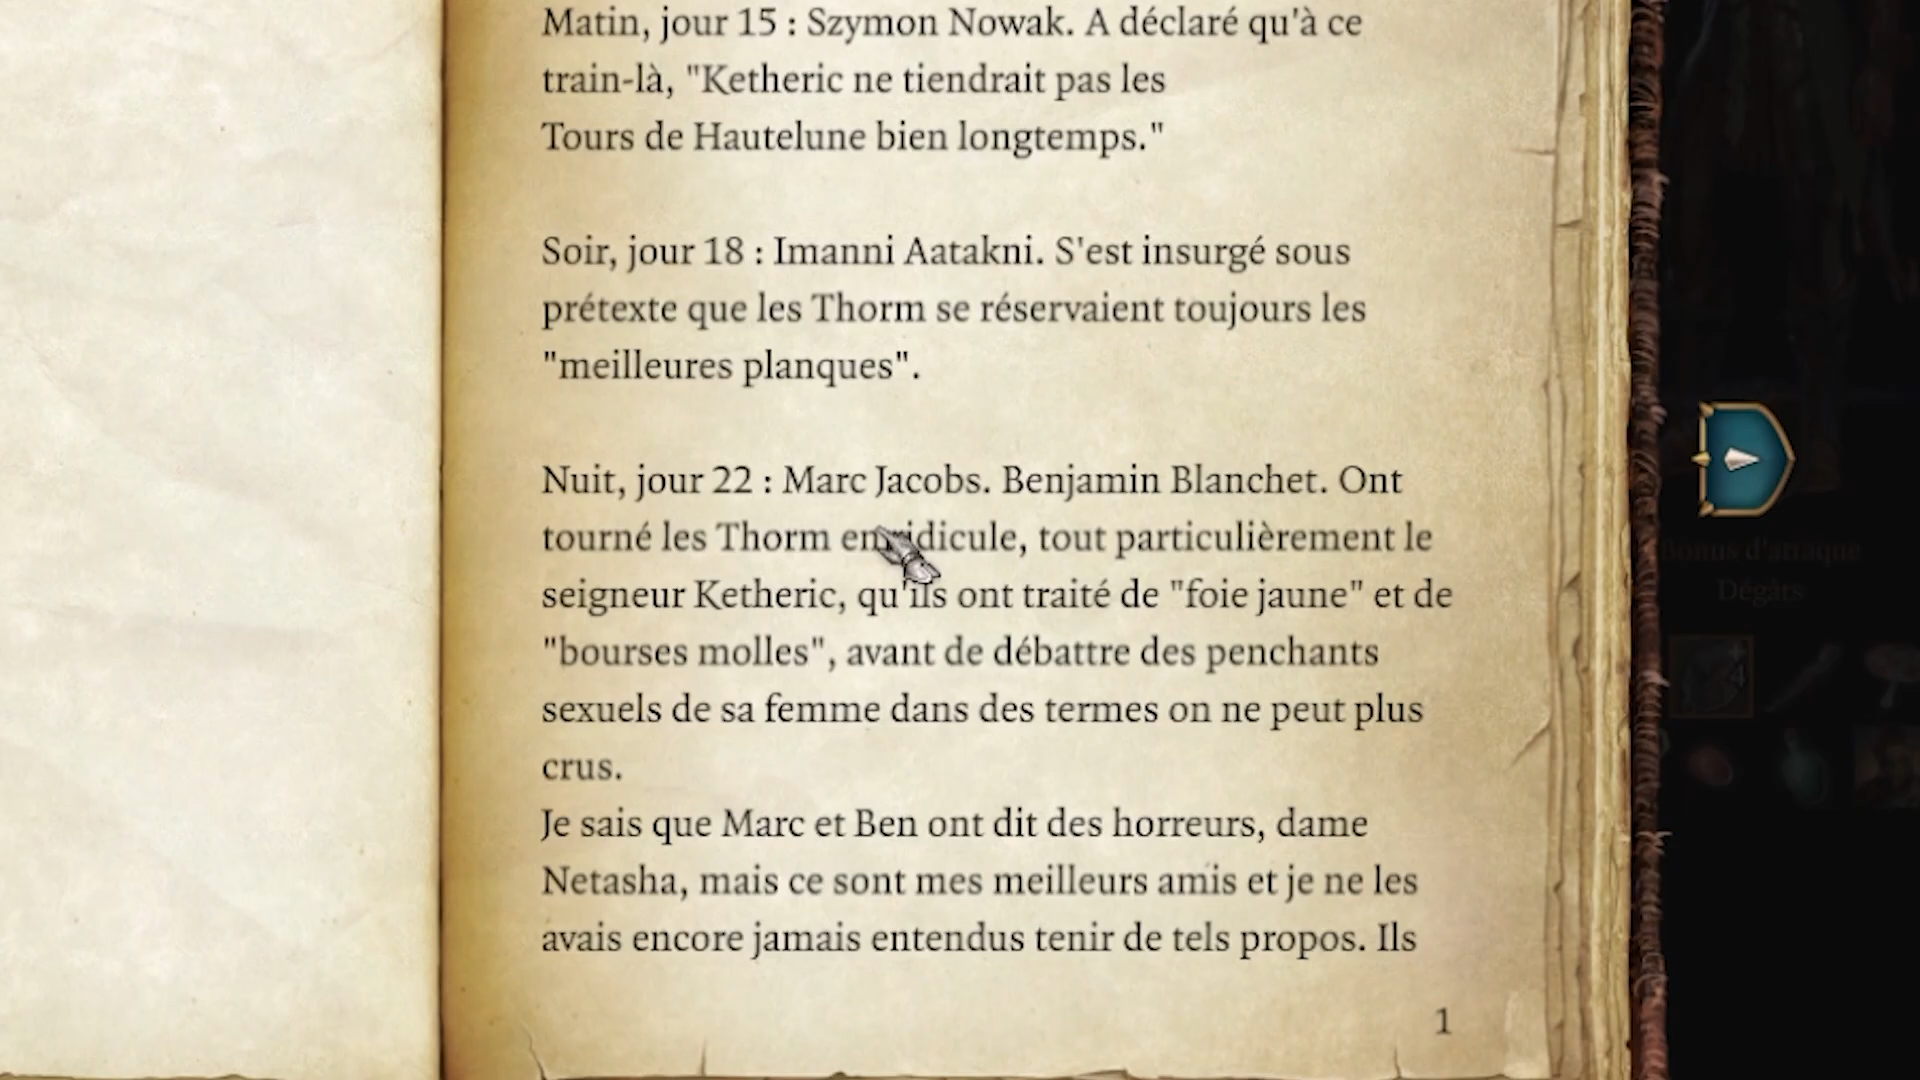 Matin, jour 15 : Szymon Nowak. A déclaré qu'à ce
train-là, "Ketheric ne tiendrait pas les
Tours de Hautelune bien longtemps."
Soir, jour 18 : Imanni Aatakni. S'est insurgé sous
prétexte que les Thorm se réservaient toujours les
"meilleures planques".
Nuit, jour 22 : Marc Jacobs. Benjamin Blanchet. Ont
tourné les Thorm en ridicule, tout particulièrement le
seigneur Ketheric, qu'ils ont traité de "foie jaune" et de
"bourses molles", avant de débattre des penchants
sexuels de sa femme dans des termes on ne peut plus
crus.
Je sais que Marc et Ben ont dit des horreurs, dame
Netasha, mais ce sont mes meilleurs amis et je ne les
avais encore jamais entendus tenir de tels propos. Ils
1
Bonus d'attaque
Dégâts
4